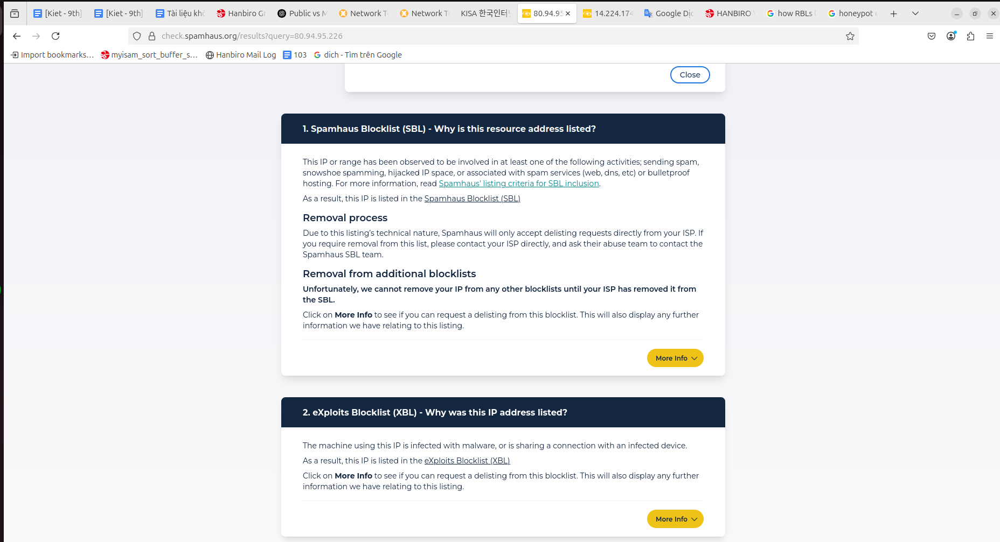 [Kiet - 9th]
[Kiet - 9th]
Tài liệu khô
Hanbiro Gr
Public vs
Network T
Network T
KISA 한국인터
80.94.95
14.224.174
Google Dị
HANBIRO
how RBLs
honeypot
check.spamhaus.org/results?query=80.94.95.226
Import bookmarks...
myisam_sort_buffer_s...
Hanbiro Mail Log
103
dich - Tìm trên Google
Close
1. Spamhaus Blocklist (SBL) - Why is this resource address listed?
This IP or range has been observed to be involved in at least one of the following activities; sending spam,
snowshoe spamming, hijacked IP space, or associated with spam services (web, dns, etc) or bulletproof
hosting. For more information, read Spamhaus' listing criteria for SBL inclusion.
As a result, this IP is listed in the Spamhaus Blocklist (SBL)
Removal process
Due to this listing's technical nature, Spamhaus will only accept delisting requests directly from your ISP. If
you require removal from this list, please contact your ISP directly, and ask their abuse team to contact the
Spamhaus SBL team.
Removal from additional blocklists
Unfortunately, we cannot remove your IP from any other blocklists until your ISP has removed it from
the SBL.
Click on More Info to see if you can request a delisting from this blocklist. This will also display any further
information we have relating to this listing.
More Info
2. eXploits Blocklist (XBL) - Why was this IP address listed?
The machine using this IP is infected with malware, or is sharing a connection with an infected device.
As a result, this IP is listed in the eXploits Blocklist (XBL)
Click on More Info to see if you can request a delisting from this blocklist. This will also display any further
information we have relating to this listing.
More Info